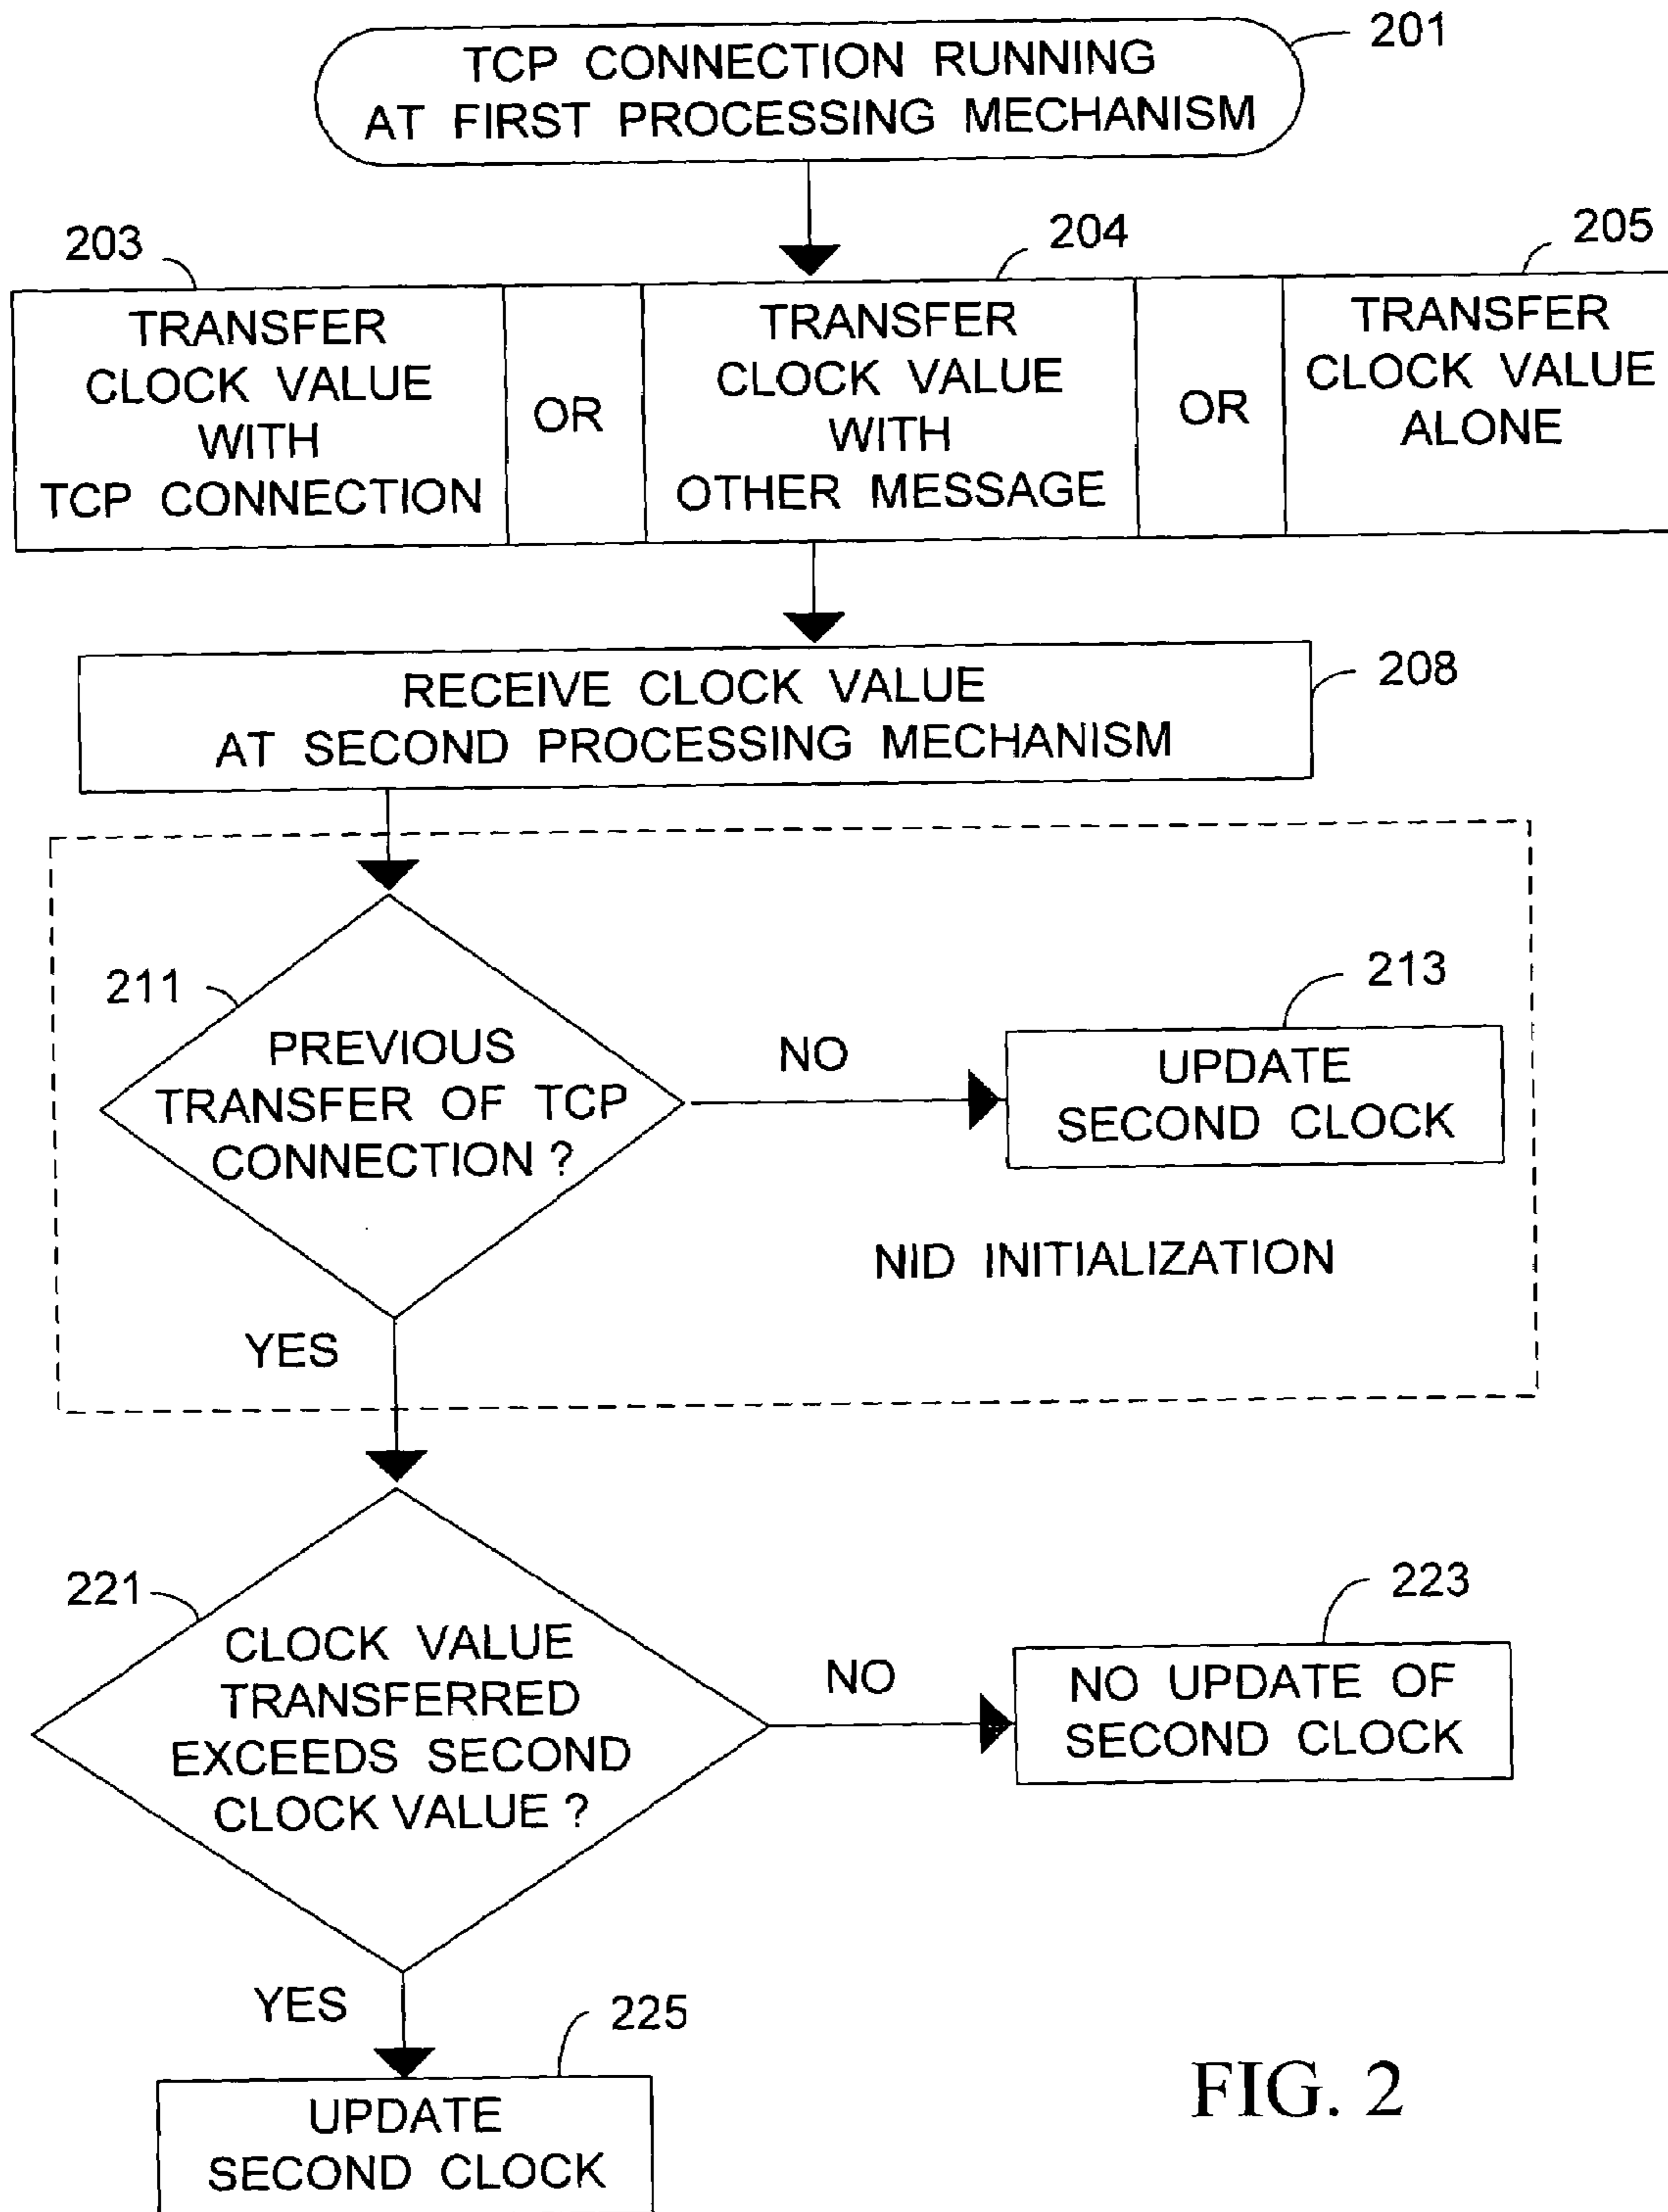 TCP CONNECTION RUNNING
AT FIRST PROCESSING MECHANISM
201
203
204
205
TRANSFER
CLOCK VALUE
WITH
TCP CONNECTION
OR
TRANSFER
CLOCK VALUE
WITH
OTHER MESSAGE
OR
TRANSFER
CLOCK VALUE
ALONE
RECEIVE CLOCK VALUE
AT SECOND PROCESSING MECHANISM
208
211
PREVIOUS
TRANSFER OF TCP
CONNECTION ?
NO
213
UPDATE
SECOND CLOCK
NID INITIALIZATION
YES
221
CLOCK VALUE
TRANSFERRED
EXCEEDS SECOND
CLOCK VALUE ?
NO
223
NO UPDATE OF
SECOND CLOCK
YES
225
UPDATE
SECOND CLOCK
FIG. 2